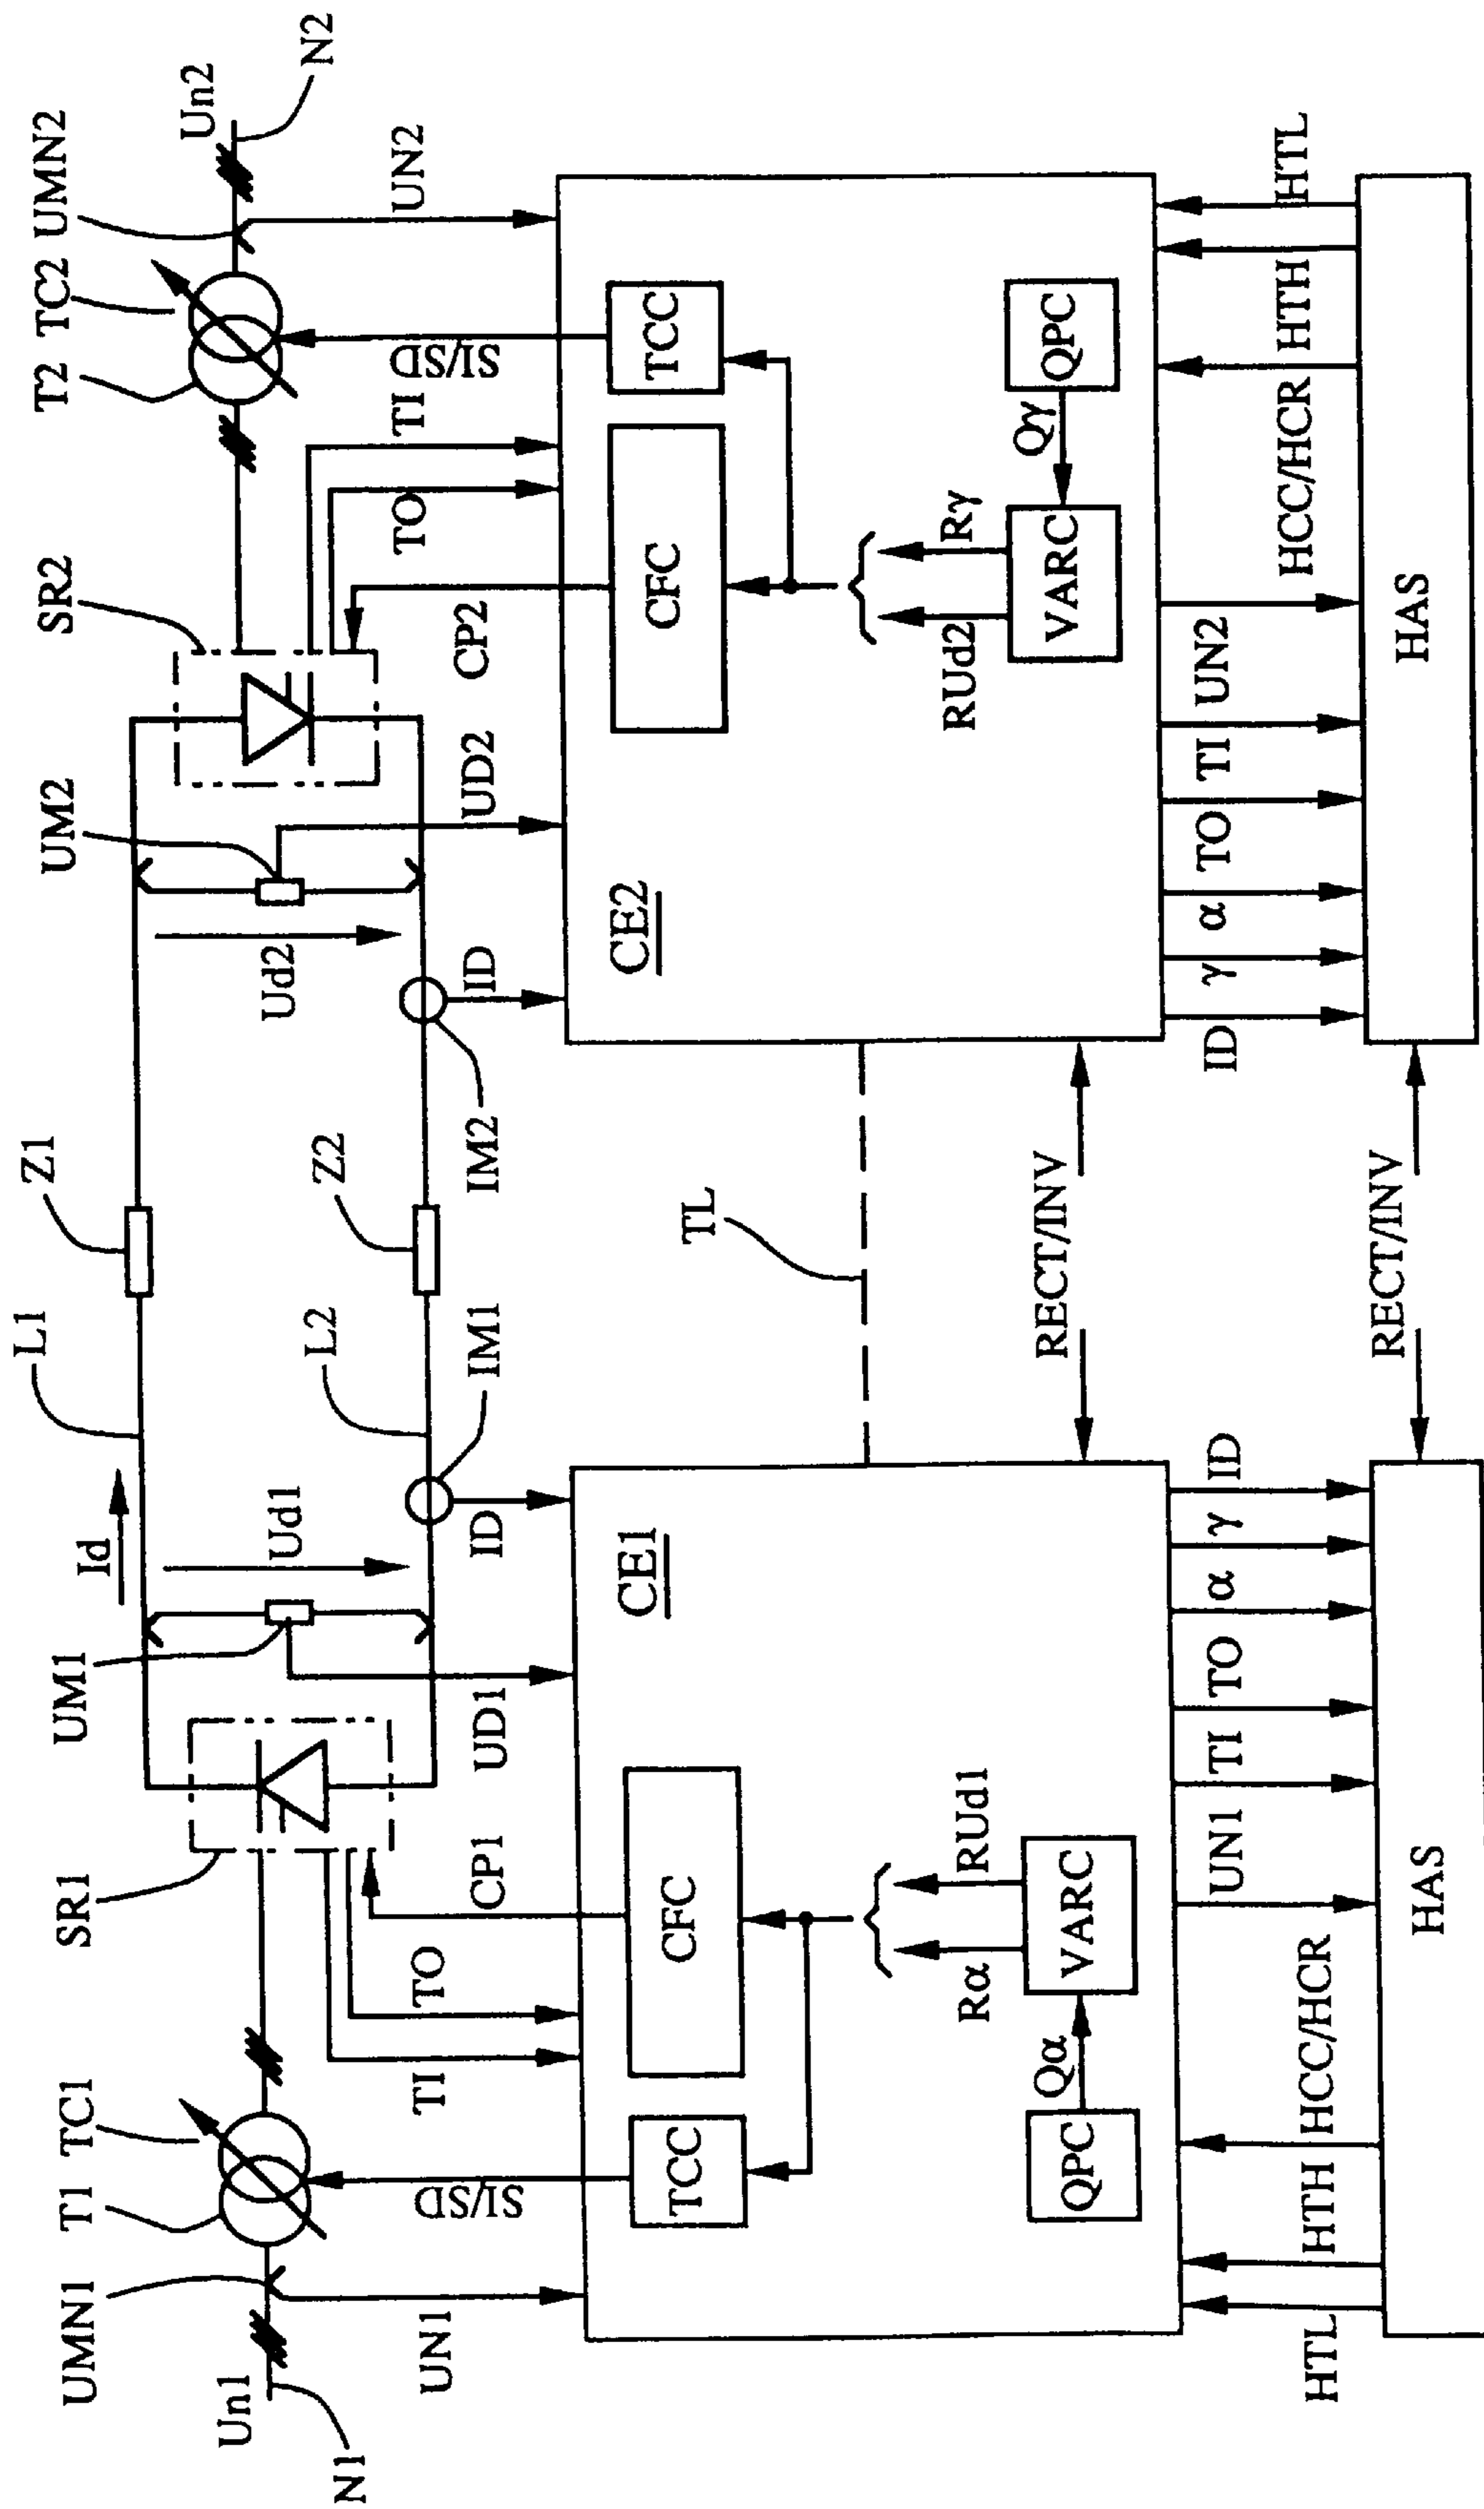 UMN1
T1
TC1
SR1
UM1
Id
L1
Z1
UM2
SR2
T2
TC2
UMN2
Un1
N1
Ud1
L2
Z2
Ud2
Un2
N2
UN1
SI/SD
TI
TO
CP1
UD1
ID
IM1
IM2
ID
UD2
CP2
TO
TI
SI/SD
UN2
TCC
CFC
CE1
TL
CE2
CFC
TCC
Rα
RUd1
RUd2
Rγ
QPC
Qα
VARC
RECT/INV
VARC
Qγ
QPC
HTL
HTH
HCC/HCR
UN1
TI
TO
α
γ
ID
ID
γ
α
TO
TI
UN2
HCC/HCR
HTH
HTL
HAS
RECT/INV
HAS